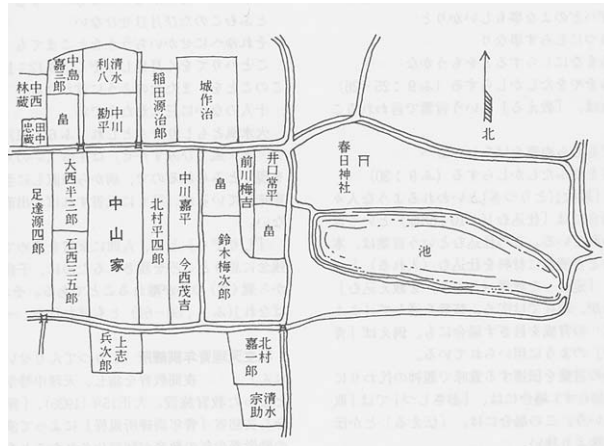 中島嘉三郎
清水利八
中川勘平
稲田源治郎
城作治
中西林蔵
田中忠蔵
畠
北
春日神社
井口常平
畠
前川梅吉
畠
鈴木梅次郎
中川嘉平
今西茂吉
北村平四郎
中山家
大西半三郎
石西三五郎
足達源四郎
池
上志兵次郎
北村嘉一郎
清水宗助